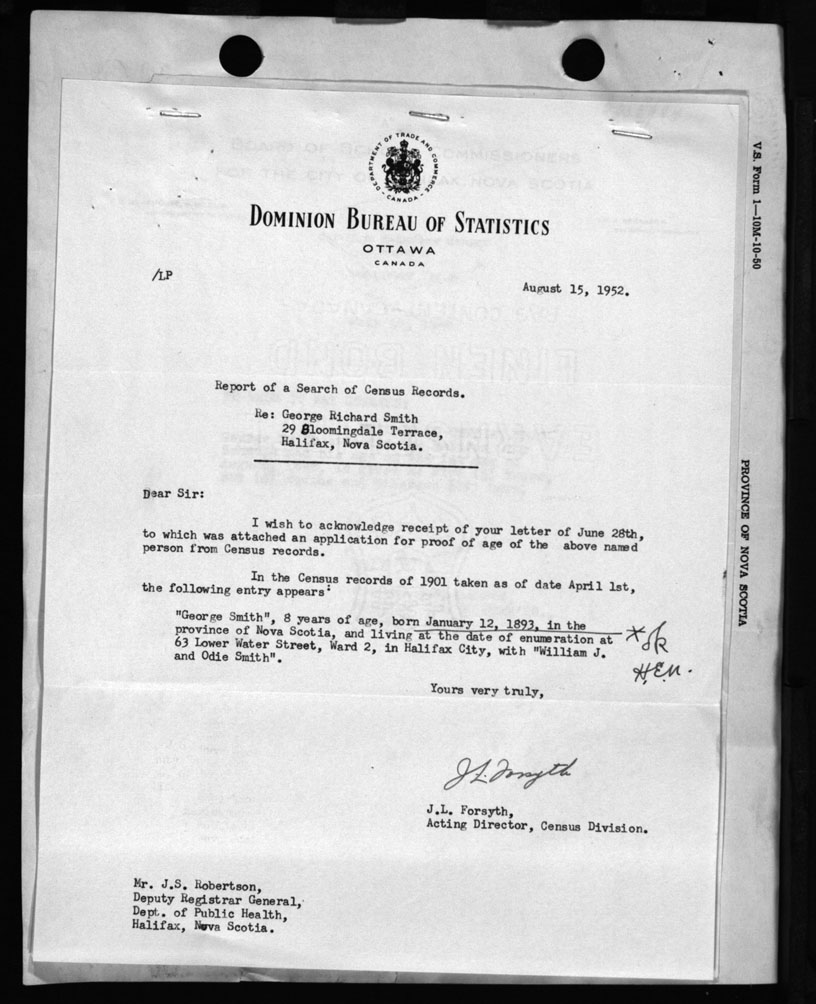 DEPARTMENT OF TRADE AND COMMERCE
CANADA
DOMINION BUREAU OF STATISTICS
OTTAWA
CANADA
/LP
August 15, 1952.
Report of a Search of Census Records.
Re: George Richard Smith
29 Bloomingdale Terrace,
Halifax, Nova Scotia.
Dear Sir:
I wish to acknowledge receipt of your letter of June 28th,
to which was attached an application for proof of age of the above named
person from Census records.
In the Census records of 1901 taken as of date April 1st,
the following entry appears:
"George Smith", 8 years of age, born January 12, 1893, in the
province of Nova Scotia, and living at the date of enumeration at
63 Lower Water Street, Ward 2, in Halifax City, with "William J.
and Odie Smith".
* ok
H.E.M.
Yours very truly,
J.L. Forsyth
J.L. Forsyth,
Acting Director, Census Division.
Mr. J.S. Robertson,
Deputy Registrar General,
Dept. of Public Health,
Halifax, Nova Scotia.
V.S. Form 1—10M-10-50
PROVINCE OF NOVA SCOTIA